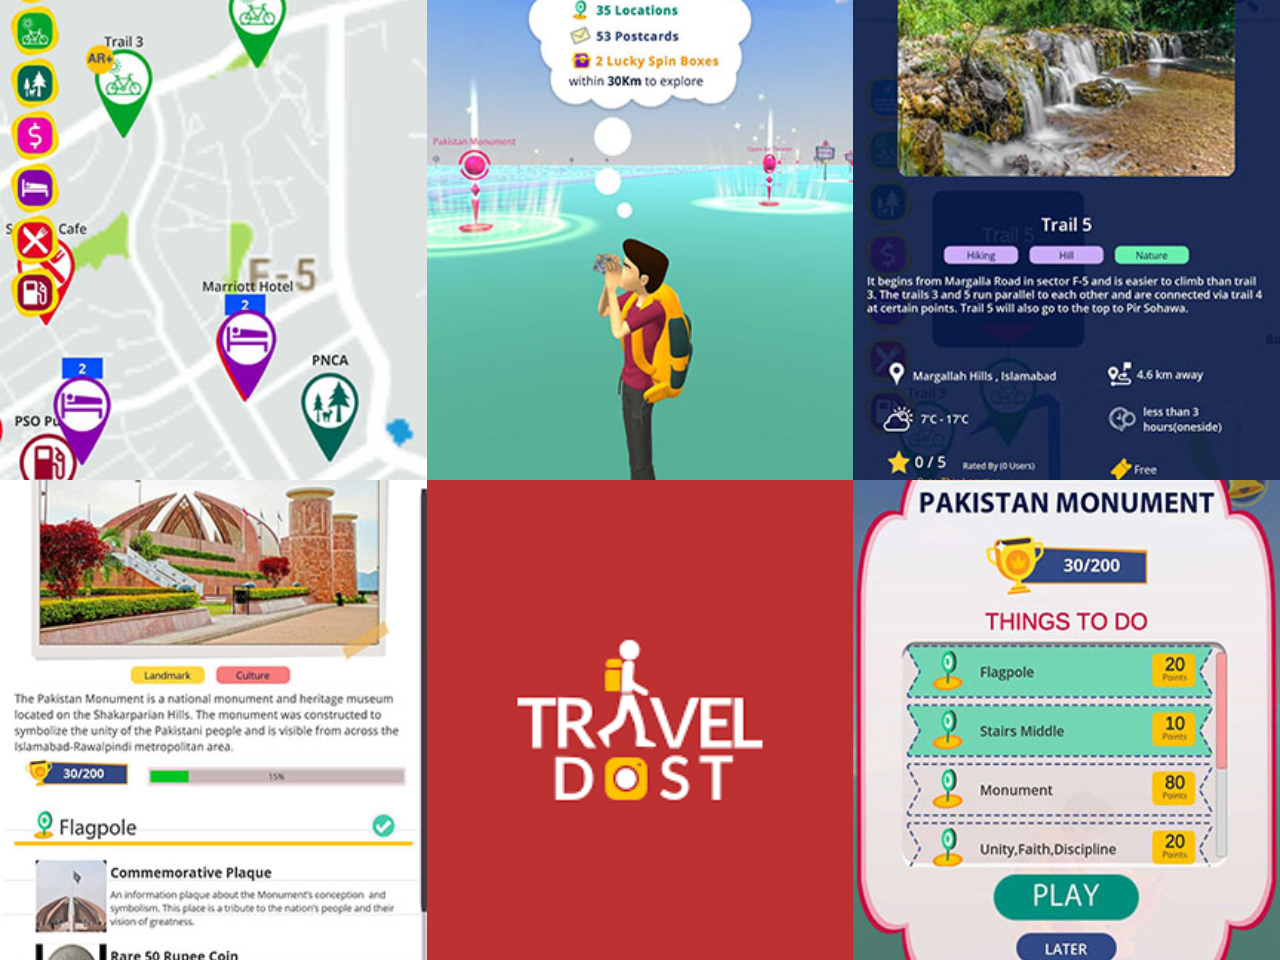 Trail 3
AR+
Cafe
F-5
Marriott Hotel
2
2
PNCA
PSO
35 Locations
53 Postcards
2 Lucky Spin Boxes
within 30Km to explore
Pakistan Monument
Trail 5
Hiking
Hill
Nature
It begins from Margalla Road in sector F-5 and is easier to climb than trail
3. The trails 3 and 5 run parallel to each other and are connected via trail 4
at certain points. Trail 5 will also go to the top to Pir Sohawa.
Margallah Hills , Islamabad
4.6 km away
7°C - 17°C
less than 3
hours(oneside)
0 / 5
Rated By (0 Users)
Free
Trail 5
Trail 3
Landmark
Culture
The Pakistan Monument is a national monument and heritage museum
located on the Shakarparian Hills. The monument was constructed to
symbolize the unity of the Pakistani people and is visible from across the
Islamabad-Rawalpindi metropolitan area.
30/200
15%
Flagpole
Commemorative Plaque
An information plaque about the Monument's conception and
symbolism. This place is a tribute to the nation's people and their
vision of greatness.
Rare 50 Rupee Coin
TRAVEL
DOST
PAKISTAN MONUMENT
30/200
THINGS TO DO
Flagpole
20
Points
Stairs Middle
10
Points
Monument
80
Points
Unity,Faith,Discipline
20
Points
PLAY
LATER